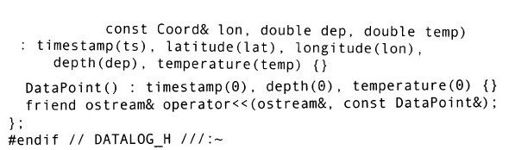 const Coord& lon, double dep, double temp)
: timestamp(ts), latitude(lat), longitude(lon),
depth(dep), temperature(temp) {}
DataPoint() : timestamp(0), depth(0), temperature(0) {}
friend ostream& operator<<(ostream&, const DataPoint&);
};
#endif // DATALOG_H ///:~